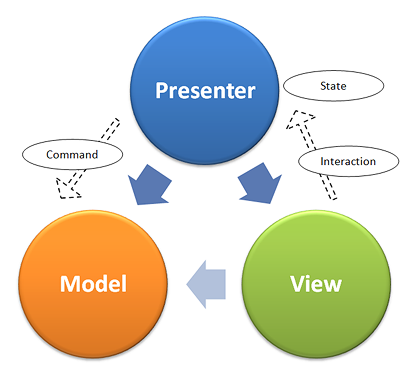 Presenter
State
Command
Interaction
Model
View